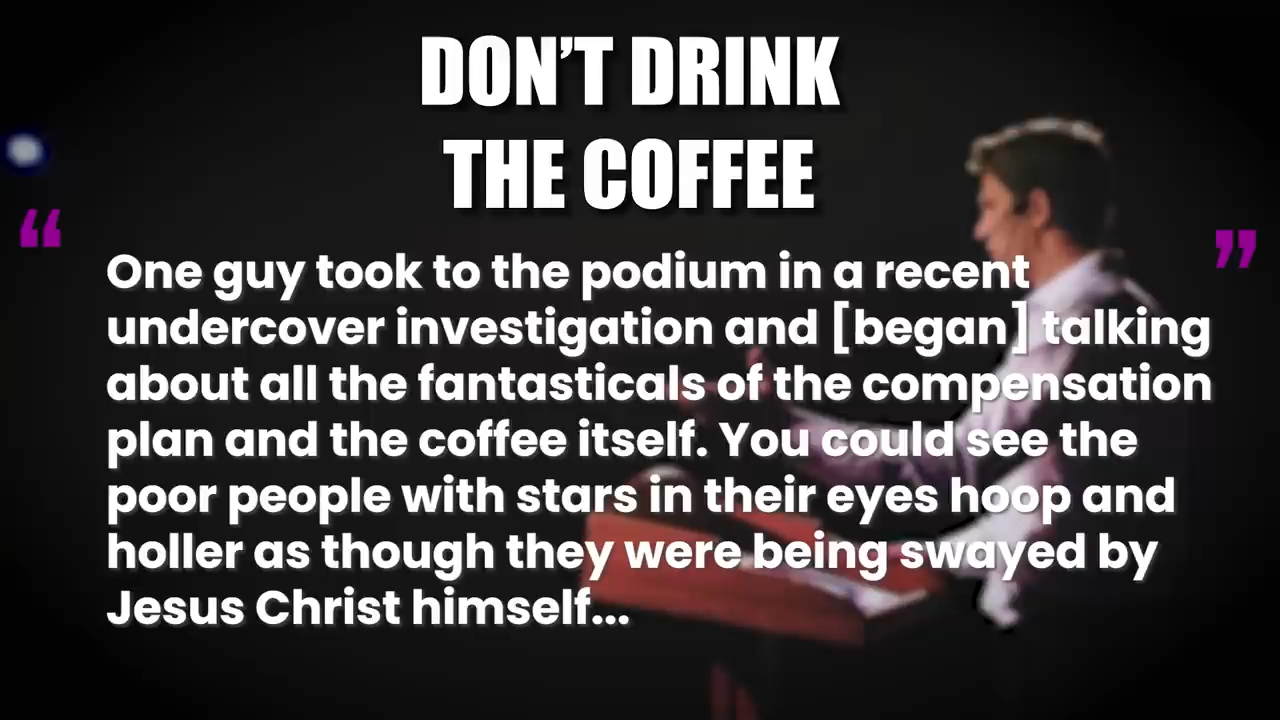 DON’T DRINK
THE COFFEE
“
One guy took to the podium in a recent
undercover investigation and [began] talking
about all the fantasticals of the compensation
plan and the coffee itself. You could see the
poor people with stars in their eyes hoop and
holler as though they were being swayed by
Jesus Christ himself...
”